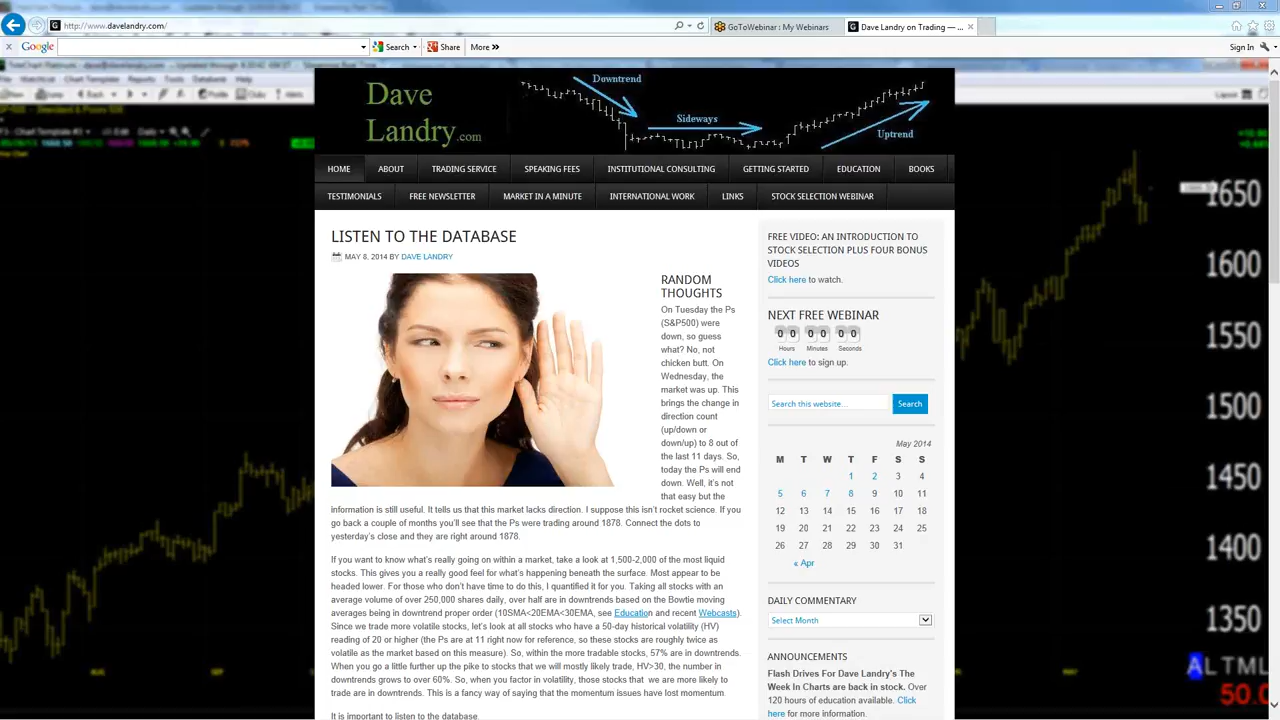 http://www.davelandry.com/
GoToWebinar : My Webinars
Dave Landry on Trading — ...
Google
Search
Share
More »
Sign In
Dave
Landry.com
Downtrend
Sideways
Uptrend
HOME ABOUT TRADING SERVICE SPEAKING FEES INSTITUTIONAL CONSULTING GETTING STARTED EDUCATION BOOKS
TESTIMONIALS FREE NEWSLETTER MARKET IN A MINUTE INTERNATIONAL WORK LINKS STOCK SELECTION WEBINAR
LISTEN TO THE DATABASE
MAY 8, 2014 BY DAVE LANDRY
RANDOM
THOUGHTS
On Tuesday the Ps
(S&P500) were
down, so guess
what? No, not
chicken butt. On
Wednesday, the
market was up. This
brings the change in
direction count
(up/down or
down/up) to 8 out of
the last 11 days. So,
today the Ps will end
down. Well, it's not
that easy but the
information is still useful. It tells us that this market lacks direction. I suppose this isn't rocket science. If you
go back a couple of months you'll see that the Ps were trading around 1878. Connect the dots to
yesterday's close and they are right around 1878.
If you want to know what's really going on within a market, take a look at 1,500-2,000 of the most liquid
stocks. This gives you a really good feel for what's happening beneath the surface. Most appear to be
headed lower. For those who don't have time to do this, I quantified it for you. Taking all stocks with an
average volume of over 250,000 shares daily, over half are in downtrends based on the Bowtie moving
averages being in downtrend proper order (10SMA<20EMA<30EMA, see Education and recent Webcasts).
Since we trade more volatile stocks, let's look at all stocks who have a 50-day historical volatility (HV)
reading of 20 or higher (the Ps are at 11 right now for reference, so these stocks are roughly twice as
volatile as the market based on this measure). So, within the more tradable stocks, 57% are in downtrends.
When you go a little further up the pike to stocks that we will mostly likely trade, HV>30, the number in
downtrends grows to over 60%. So, when you factor in volatility, those stocks that we are more likely to
trade are in downtrends. This is a fancy way of saying that the momentum issues have lost momentum.
It is important to listen to the database.
FREE VIDEO: AN INTRODUCTION TO
STOCK SELECTION PLUS FOUR BONUS
VIDEOS
Click here to watch.
NEXT FREE WEBINAR
0 0 0 0 0 0
Hours Minutes Seconds
Click here to sign up.
Search this website... Search
May 2014
M T W T F S S
1 2 3 4
5 6 7 8 9 10 11
12 13 14 15 16 17 18
19 20 21 22 23 24 25
26 27 28 29 30 31
« Apr
DAILY COMMENTARY
Select Month
ANNOUNCEMENTS
Flash Drives For Dave Landry's The
Week In Charts are back in stock. Over
120 hours of education available. Click
here for more information.
1650
1600
1550
1500
1450
1400
1350
50.0